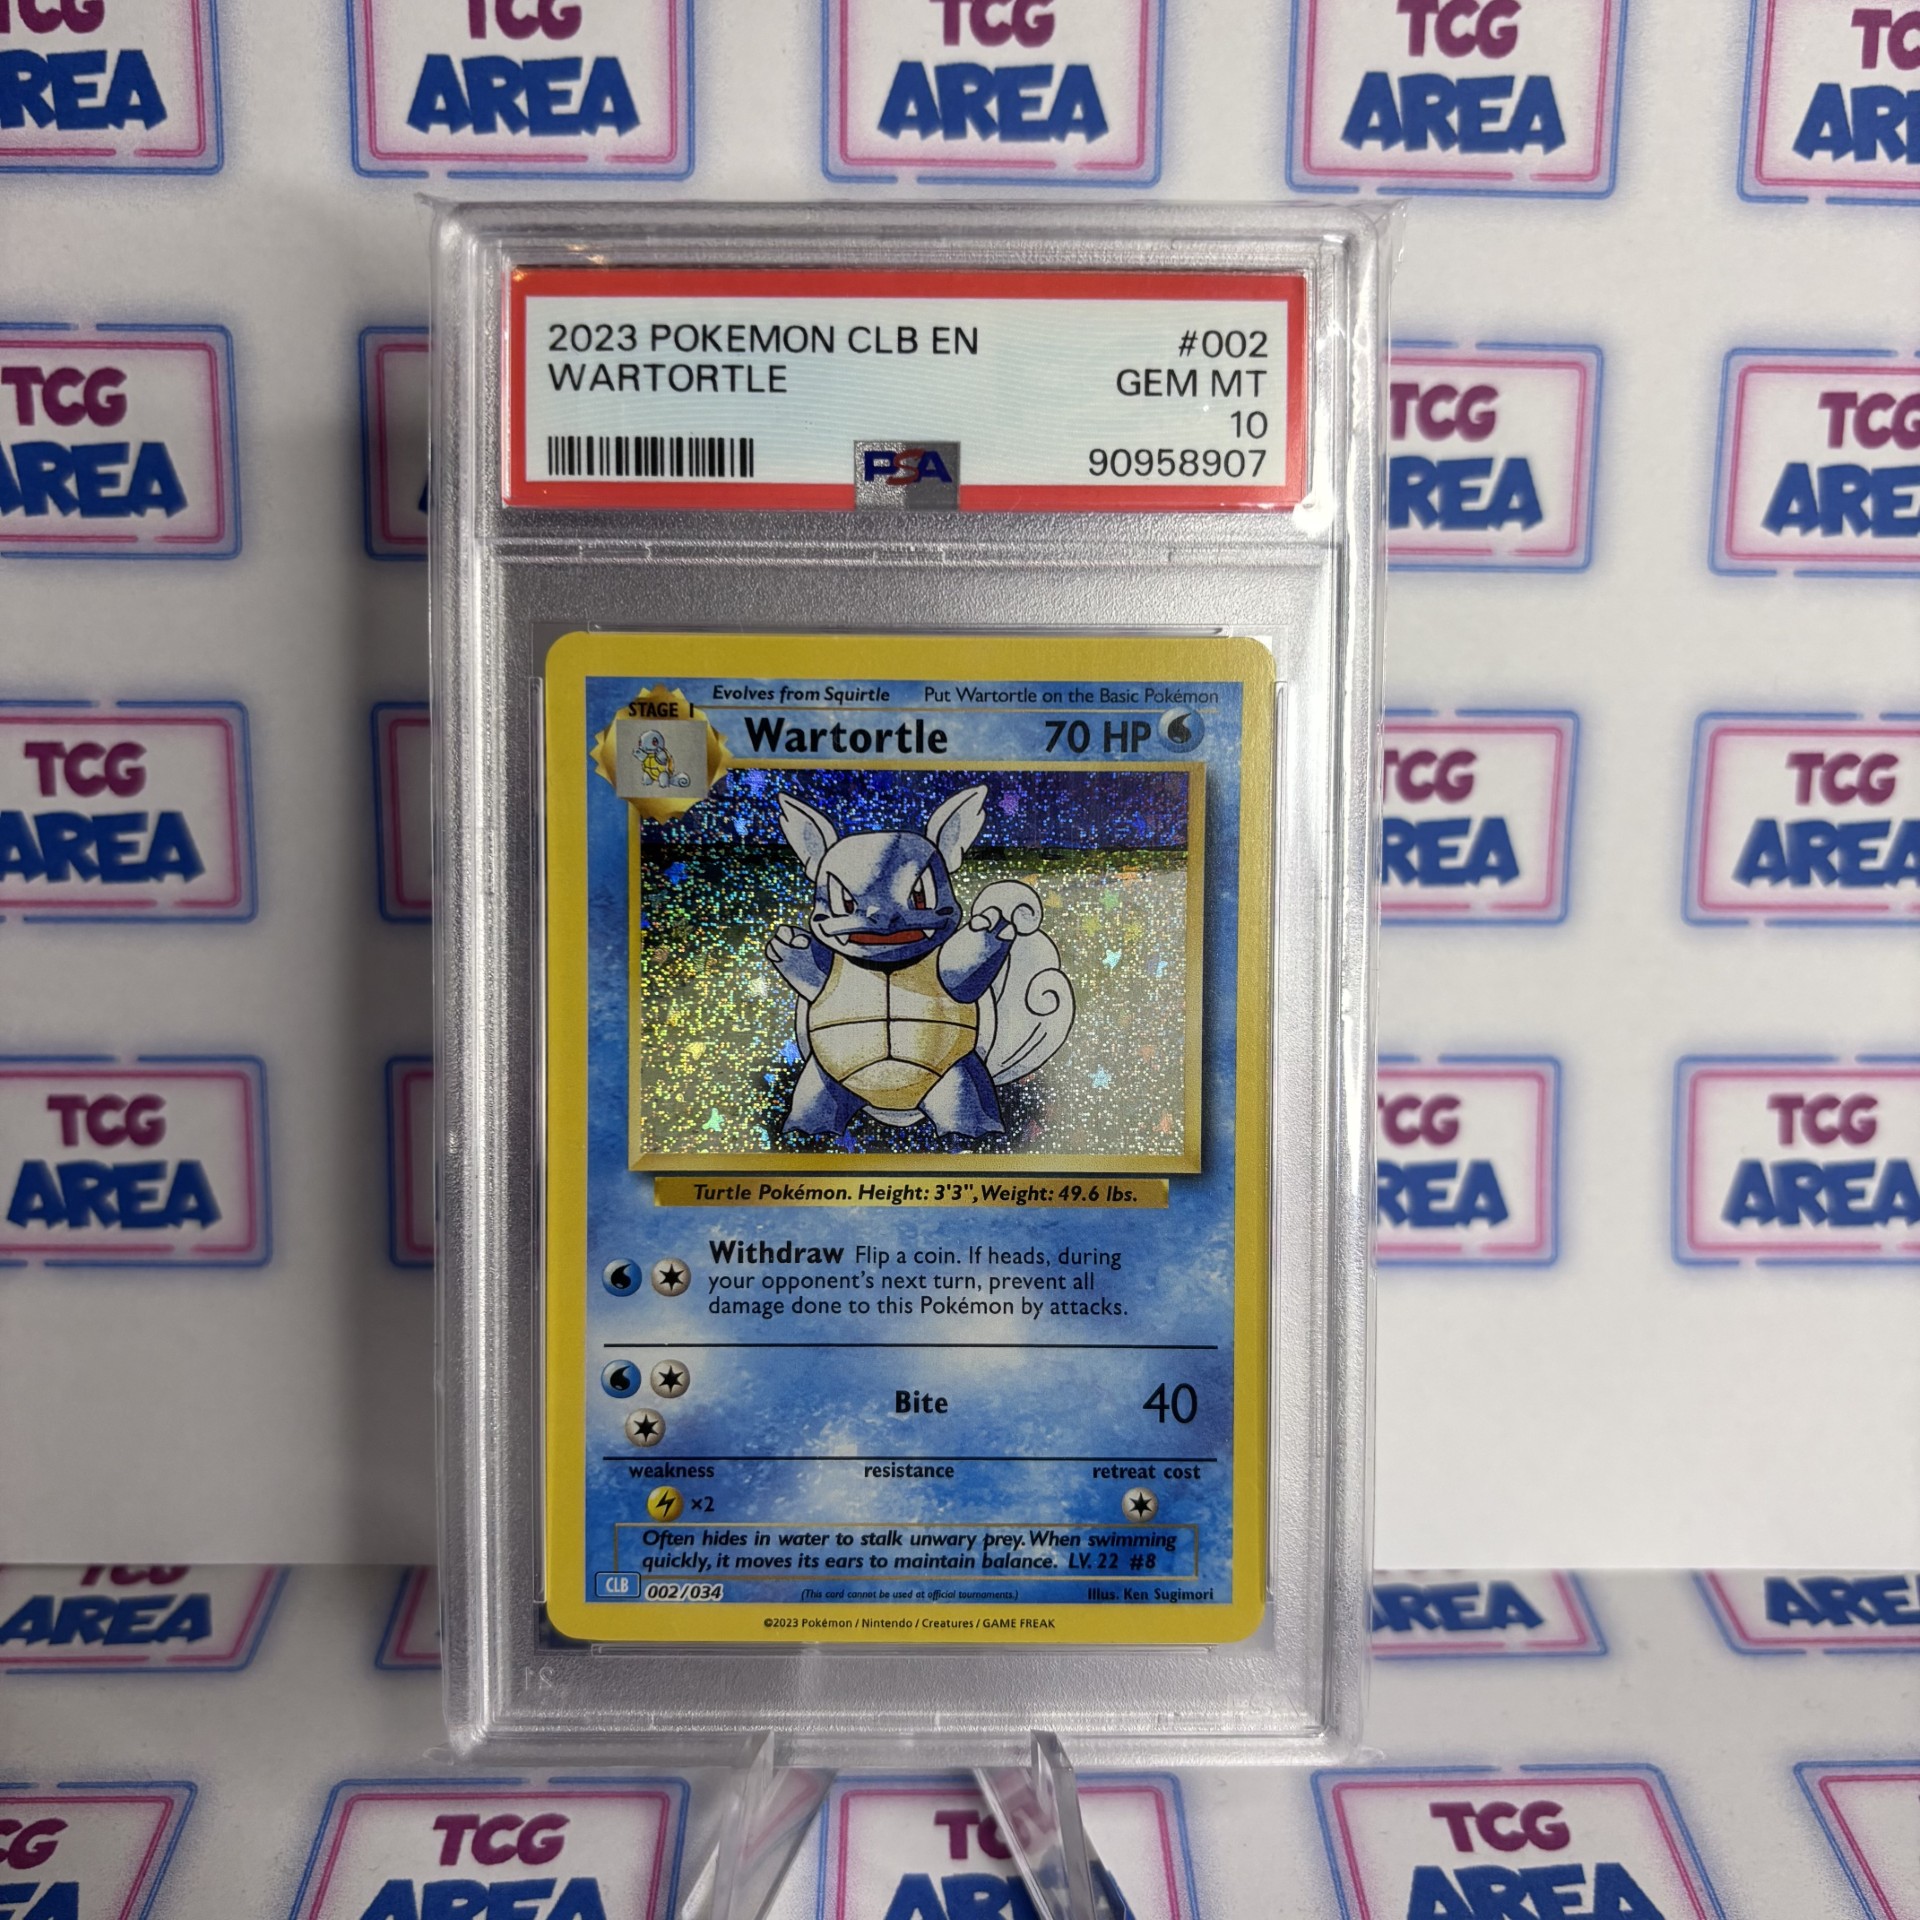 TCG
AREA
2023 POKEMON CLB EN
WARTORTLE
#002
GEM MT
10
90958907
PSA
Evolves from Squirtle
Put Wartortle on the Basic Pokémon
STAGE 1
Wartortle
70 HP
Turtle Pokémon. Height: 3'3", Weight: 49.6 lbs.
Withdraw Flip a coin. If heads, during
your opponent's next turn, prevent all
damage done to this Pokémon by attacks.
Bite
40
weakness
resistance
retreat cost
×2
Often hides in water to stalk unwary prey. When swimming
quickly, it moves its ears to maintain balance. LV. 22 #8
CLB
002/034
(This card cannot be used at official tournaments.)
Illus. Ken Sugimori
©2023 Pokémon / Nintendo / Creatures / GAME FREAK